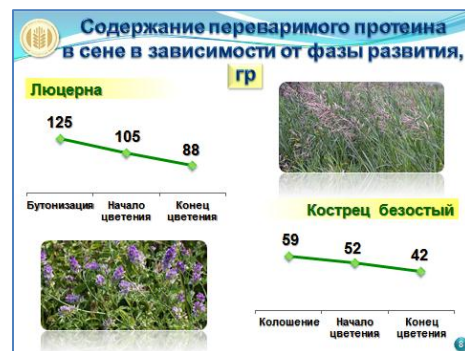 Содержание переваримого протеина
в сене в зависимости от фазы развития,
гр
Люцерна
125
105
88
Бутонизация
Начало
цветения
Конец
цветения
Кострец безостый
59
52
42
Колошение
Начало
цветения
Конец
цветения
8